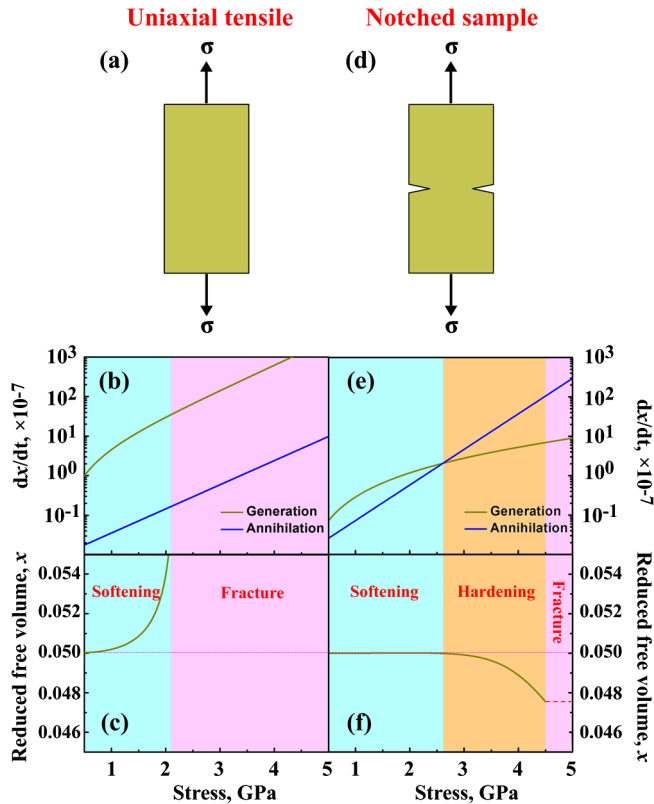 Uniaxial tensile
Notched sample
(a)
σ
σ
(d)
σ
σ
dx/dt, ×10-7
10³
10²
10¹
10⁰
10⁻¹
(b)
Generation
Annihilation
(e)
Generation
Annihilation
10³
10²
10¹
10⁰
10⁻¹
dx/dt, ×10-7
Reduced free volume, x
0.054
0.052
0.050
0.048
0.046
Softening
Fracture
(c)
Softening
Hardening
Fracture
(f)
0.054
0.052
0.050
0.048
0.046
Reduced free volume, x
1 2 3 4 5 1 2 3 4 5
Stress, GPa
Stress, GPa